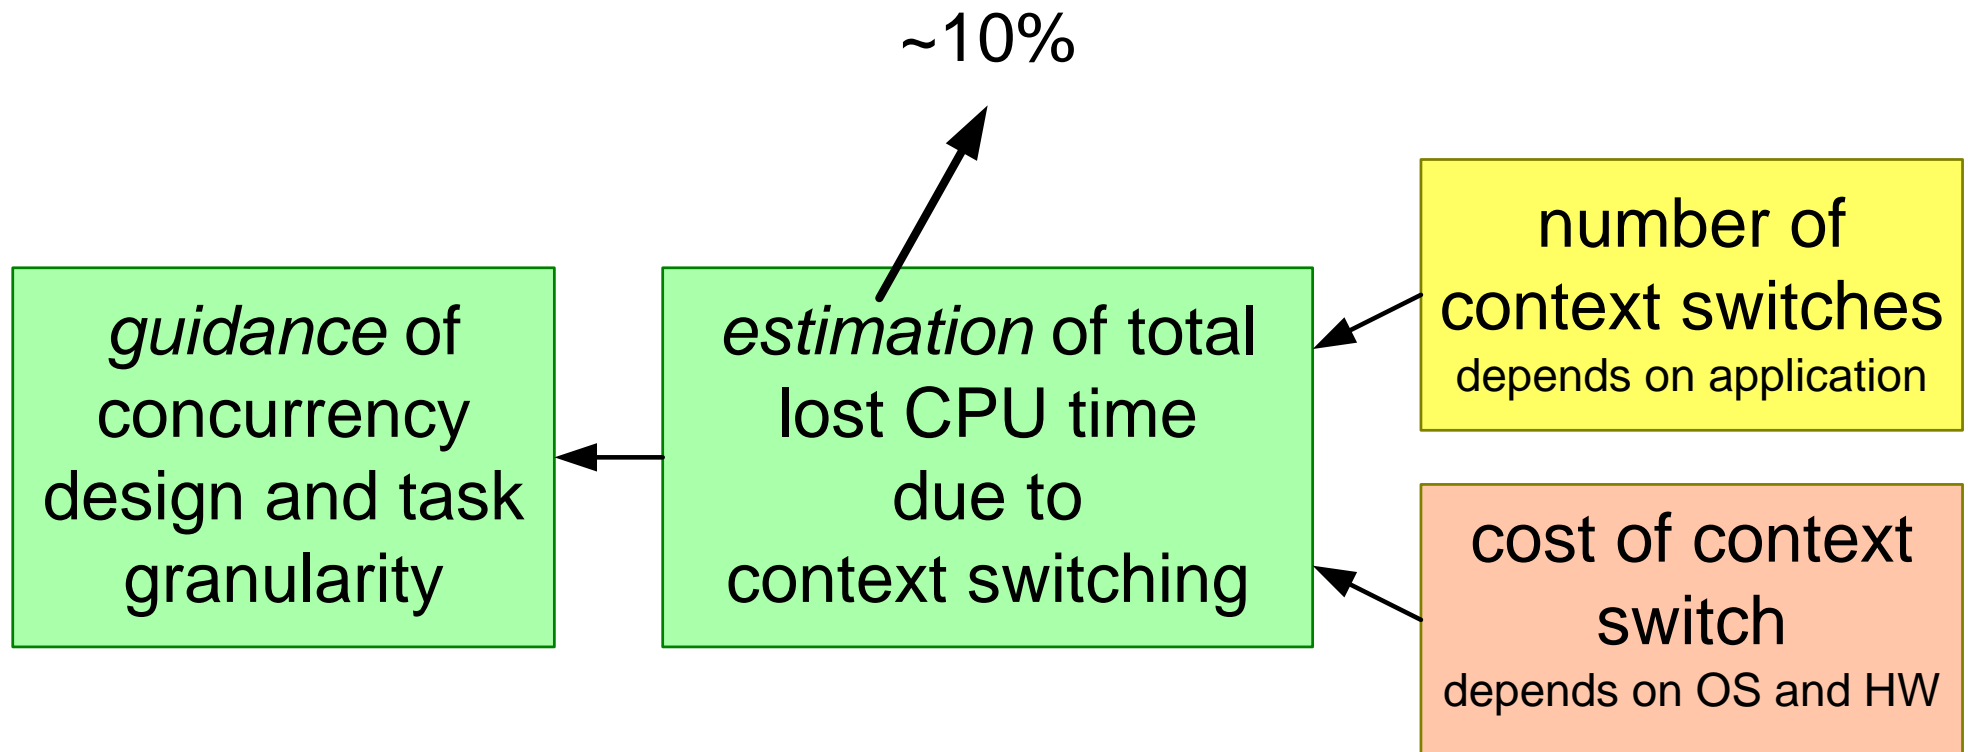 ~10%
guidance of
concurrency
design and task
granularity
estimation of total
lost CPU time
due to
context switching
number of
context switches
depends on application
cost of context
switch
depends on OS and HW